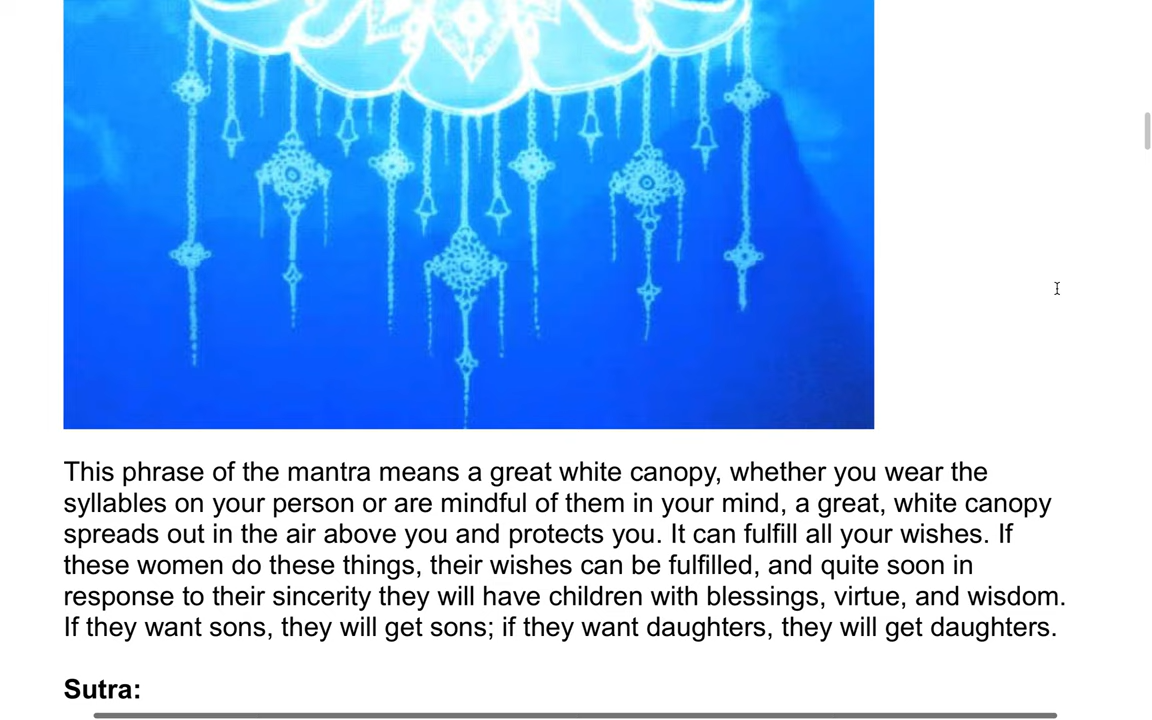 This phrase of the mantra means a great white canopy, whether you wear the
syllables on your person or are mindful of them in your mind, a great, white canopy
spreads out in the air above you and protects you. It can fulfill all your wishes. If
these women do these things, their wishes can be fulfilled, and quite soon in
response to their sincerity they will have children with blessings, virtue, and wisdom.
If they want sons, they will get sons; if they want daughters, they will get daughters.
Sutra: